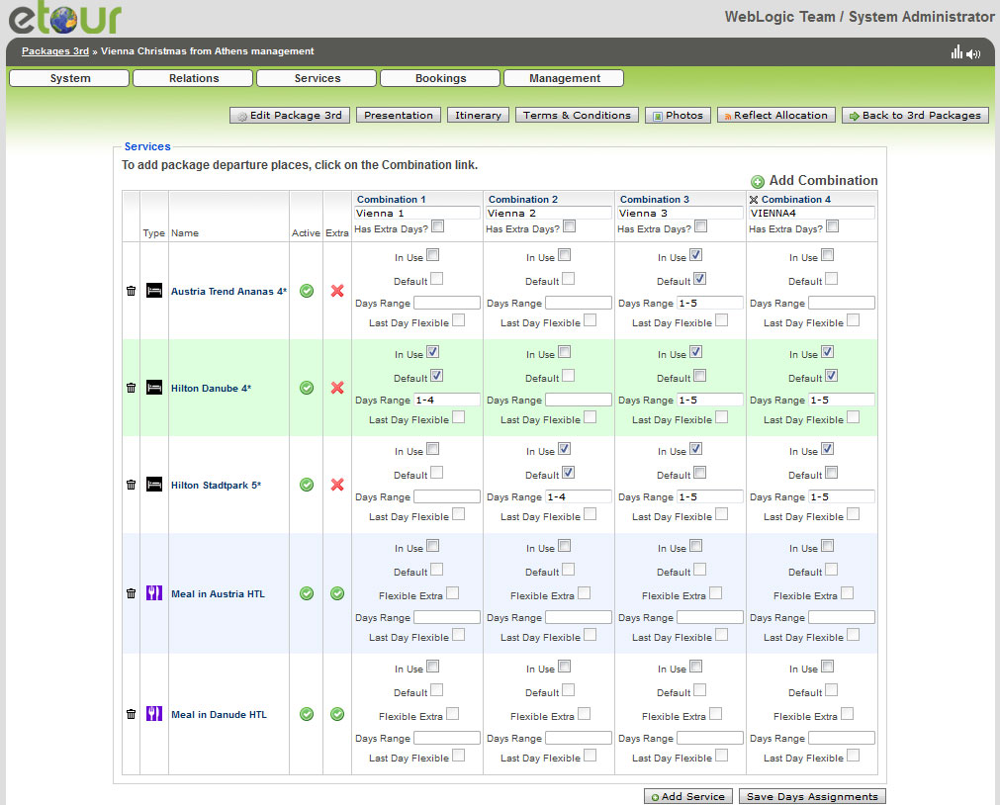 etour
WebLogic Team / System Administrator
Packages 3rd » Vienna Christmas from Athens management
System Relations Services Bookings Management
Edit Package 3rd Presentation Itinerary Terms & Conditions Photos Reflect Allocation Back to 3rd Packages
Services
To add package departure places, click on the Combination link.
Add Combination
Combination 1 Combination 2 Combination 3 Combination 4
Vienna 1 Vienna 2 Vienna 3 VIENNA4
Type Name Active Extra Has Extra Days? Has Extra Days? Has Extra Days? Has Extra Days?
In Use In Use In Use In Use
Default Default Default Default
Austria Trend Ananas 4*
Days Range Days Range Days Range 1-5 Days Range
Last Day Flexible Last Day Flexible Last Day Flexible Last Day Flexible
In Use In Use In Use In Use
Default Default Default Default
Hilton Danube 4*
Days Range 1-4 Days Range Days Range 1-5 Days Range 1-5
Last Day Flexible Last Day Flexible Last Day Flexible Last Day Flexible
In Use In Use In Use In Use
Default Default Default Default
Hilton Stadtpark 5*
Days Range Days Range 1-4 Days Range 1-5 Days Range 1-5
Last Day Flexible Last Day Flexible Last Day Flexible Last Day Flexible
In Use In Use In Use In Use
Default Default Default Default
Meal in Austria HTL Flexible Extra Flexible Extra Flexible Extra Flexible Extra
Days Range Days Range Days Range Days Range
Last Day Flexible Last Day Flexible Last Day Flexible Last Day Flexible
In Use In Use In Use In Use
Default Default Default Default
Meal in Danude HTL Flexible Extra Flexible Extra Flexible Extra Flexible Extra
Days Range Days Range Days Range Days Range
Last Day Flexible Last Day Flexible Last Day Flexible Last Day Flexible
Add Service Save Days Assignments